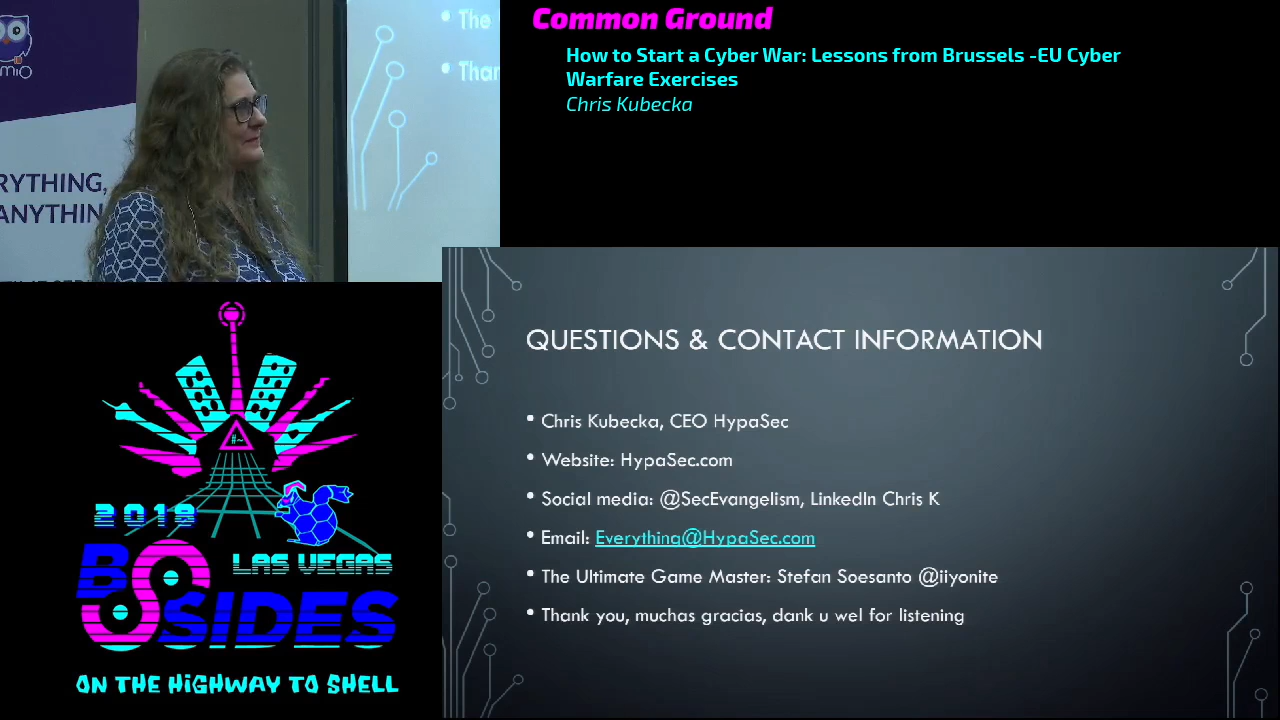 Common Ground
How to Start a Cyber War: Lessons from Brussels -EU Cyber
Warfare Exercises
Chris Kubecka
The
RYTHING,
ANYTHIN
QUESTIONS & CONTACT INFORMATION
• Chris Kubecka, CEO HypaSec
• Website: HypaSec.com
• Social media: @SecEvangelism, LinkedIn Chris K
• Email: Everything@HypaSec.com
• The Ultimate Game Master: Stefan Soesanto @iiyonite
• Thank you, muchas gracias, dank u wel for listening
#~
2019
LAS VEGAS
BSIDES
ON THE HIGHWAY TO SHELL